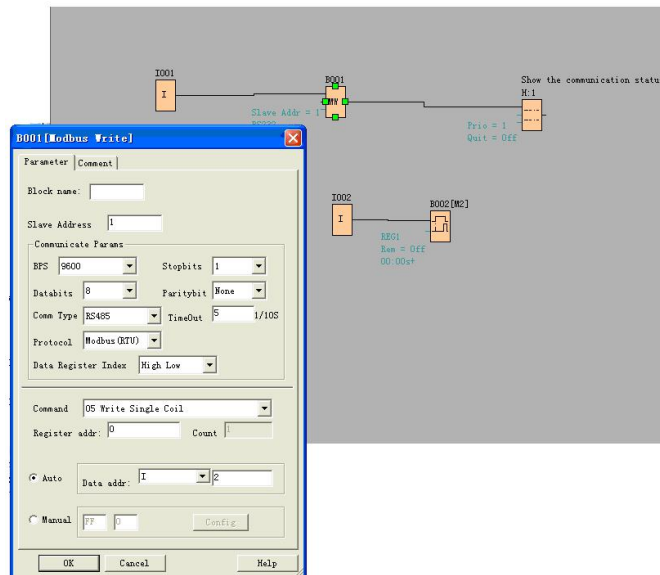 I001
I
B001
MW
Slave Addr = 1
RS232
Show the communication status
M:1
Prio = 1
Quit = Off
I002
I
B002[M2]
REG1
Rem = Off
00:00s+
B001[Modbus Write]
Parameter
Comment
Block name:
Slave Address 1
Communicate Params
BPS 9600 Stopbits 1
Databits 8 Paritybit None
Comm Type RS485 TimeOut 5 1/10S
Protocol Modbus(RTU)
Data Register Index High Low
Command 05 Write Single Coil
Register addr: 0 Count 1
Auto Data addr: I 2
Manual FF 0 Config
OK Cancel Help